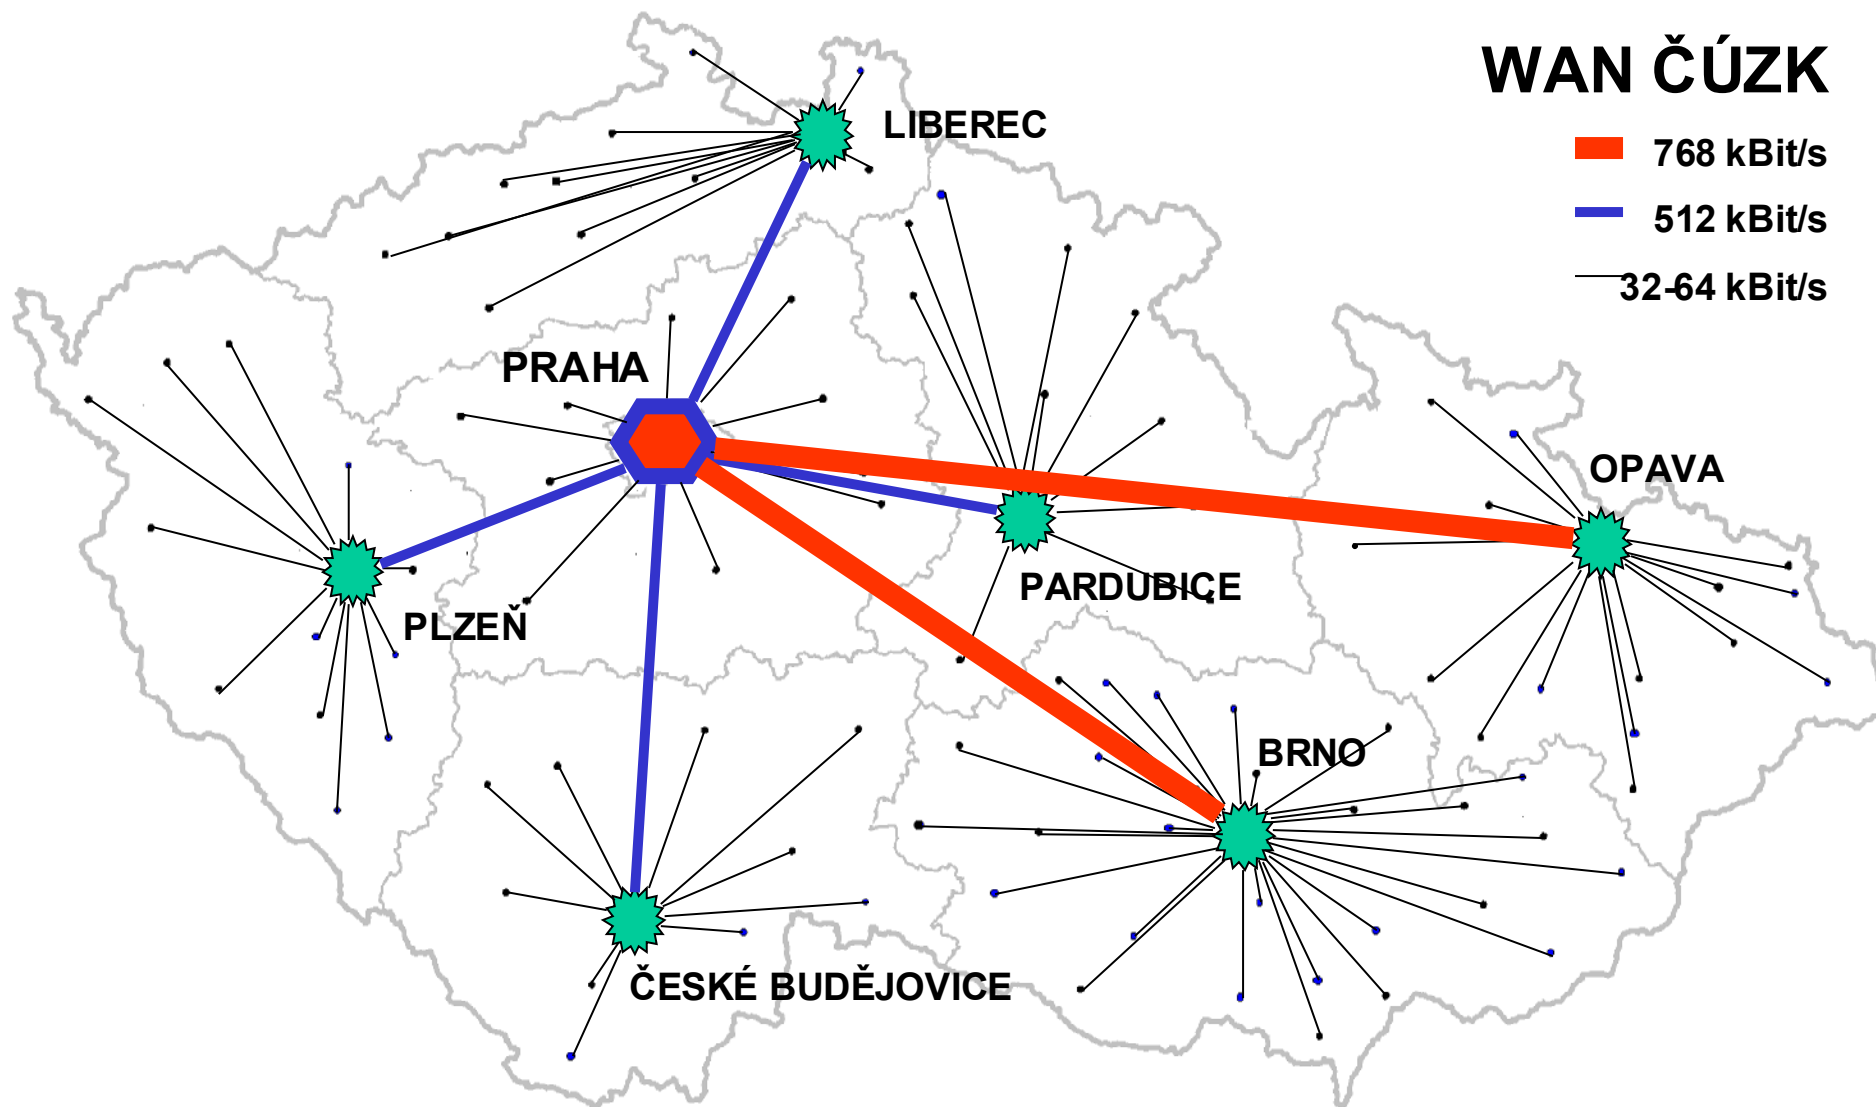 WAN ČÚZK
768 kBit/s
512 kBit/s
32-64 kBit/s
LIBEREC
PRAHA
OPAVA
PARDUBICE
PLZEŇ
BRNO
ČESKÉ BUDĚJOVICE